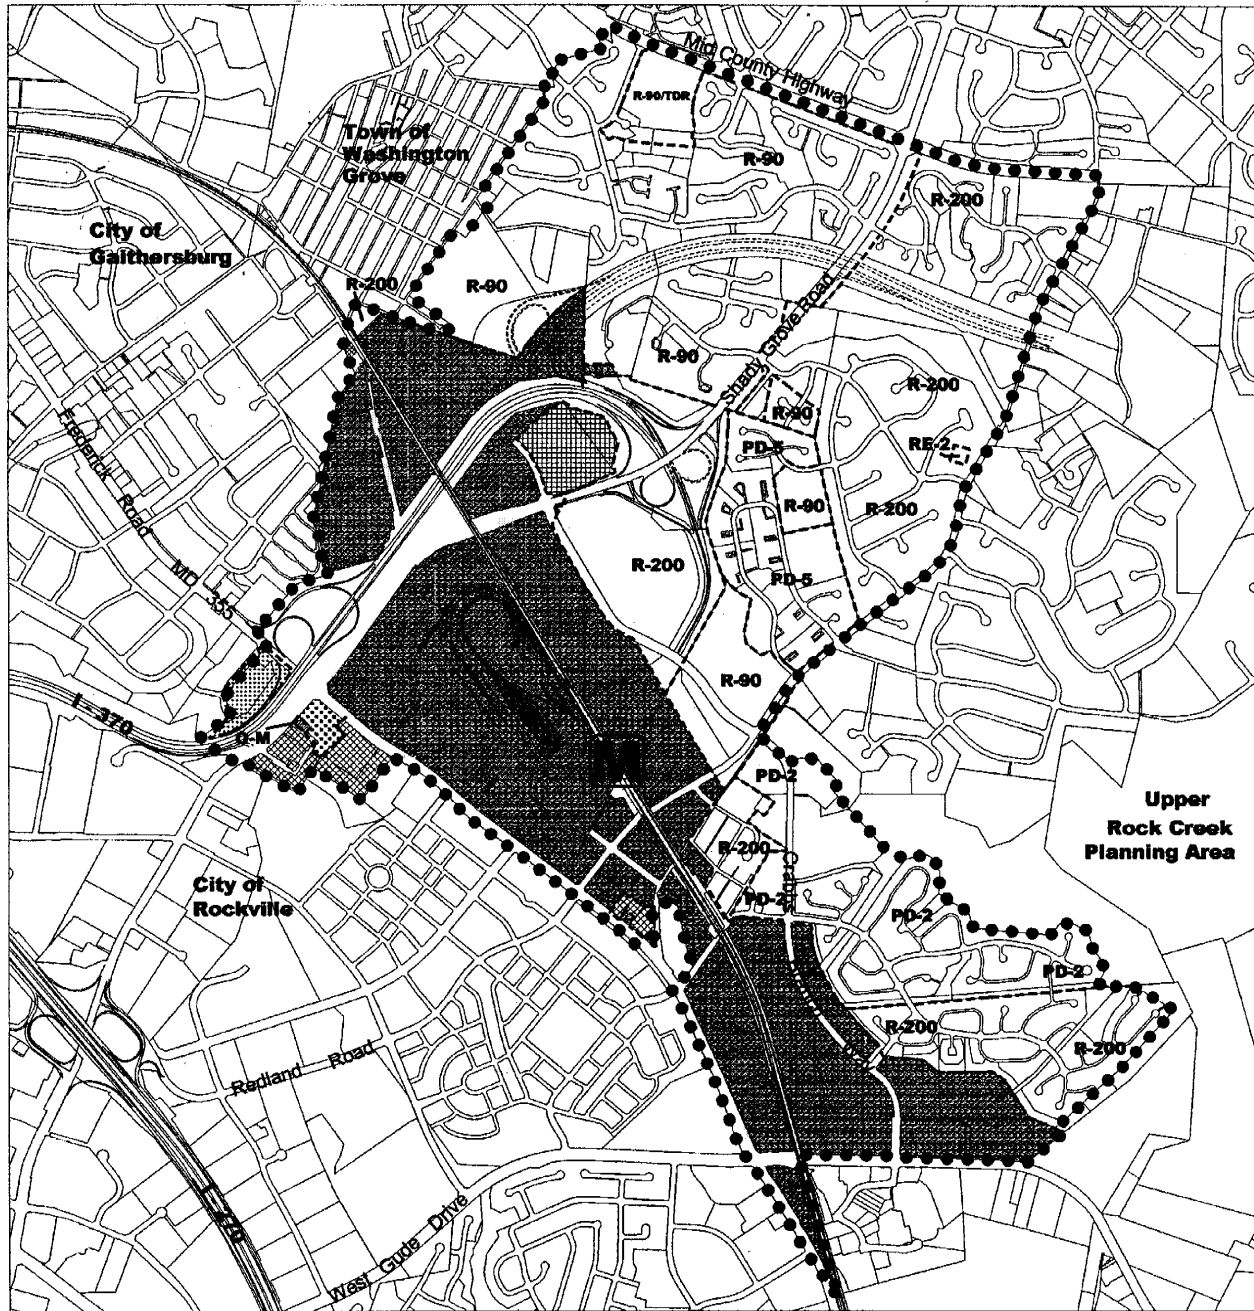 Mid County Highway
R-90/TDR
Town of
Washington
Grove
R-90
R-200
City of
Gaithersburg
R-200
R-90
Shady Grove Road
R-90
R-200
R-90
RE-2
PD-5
Frederick Road MD 355
R-90
R-200
R-200
PD-5
R-90
I - 370
O-M
M
PD-2
Upper
Rock Creek
Planning Area
R-200
Crabbs
City of
Rockville
PD-2
PD-2
PD-2
R-200
R-200
Redland Road
I - 270
West Gude Drive